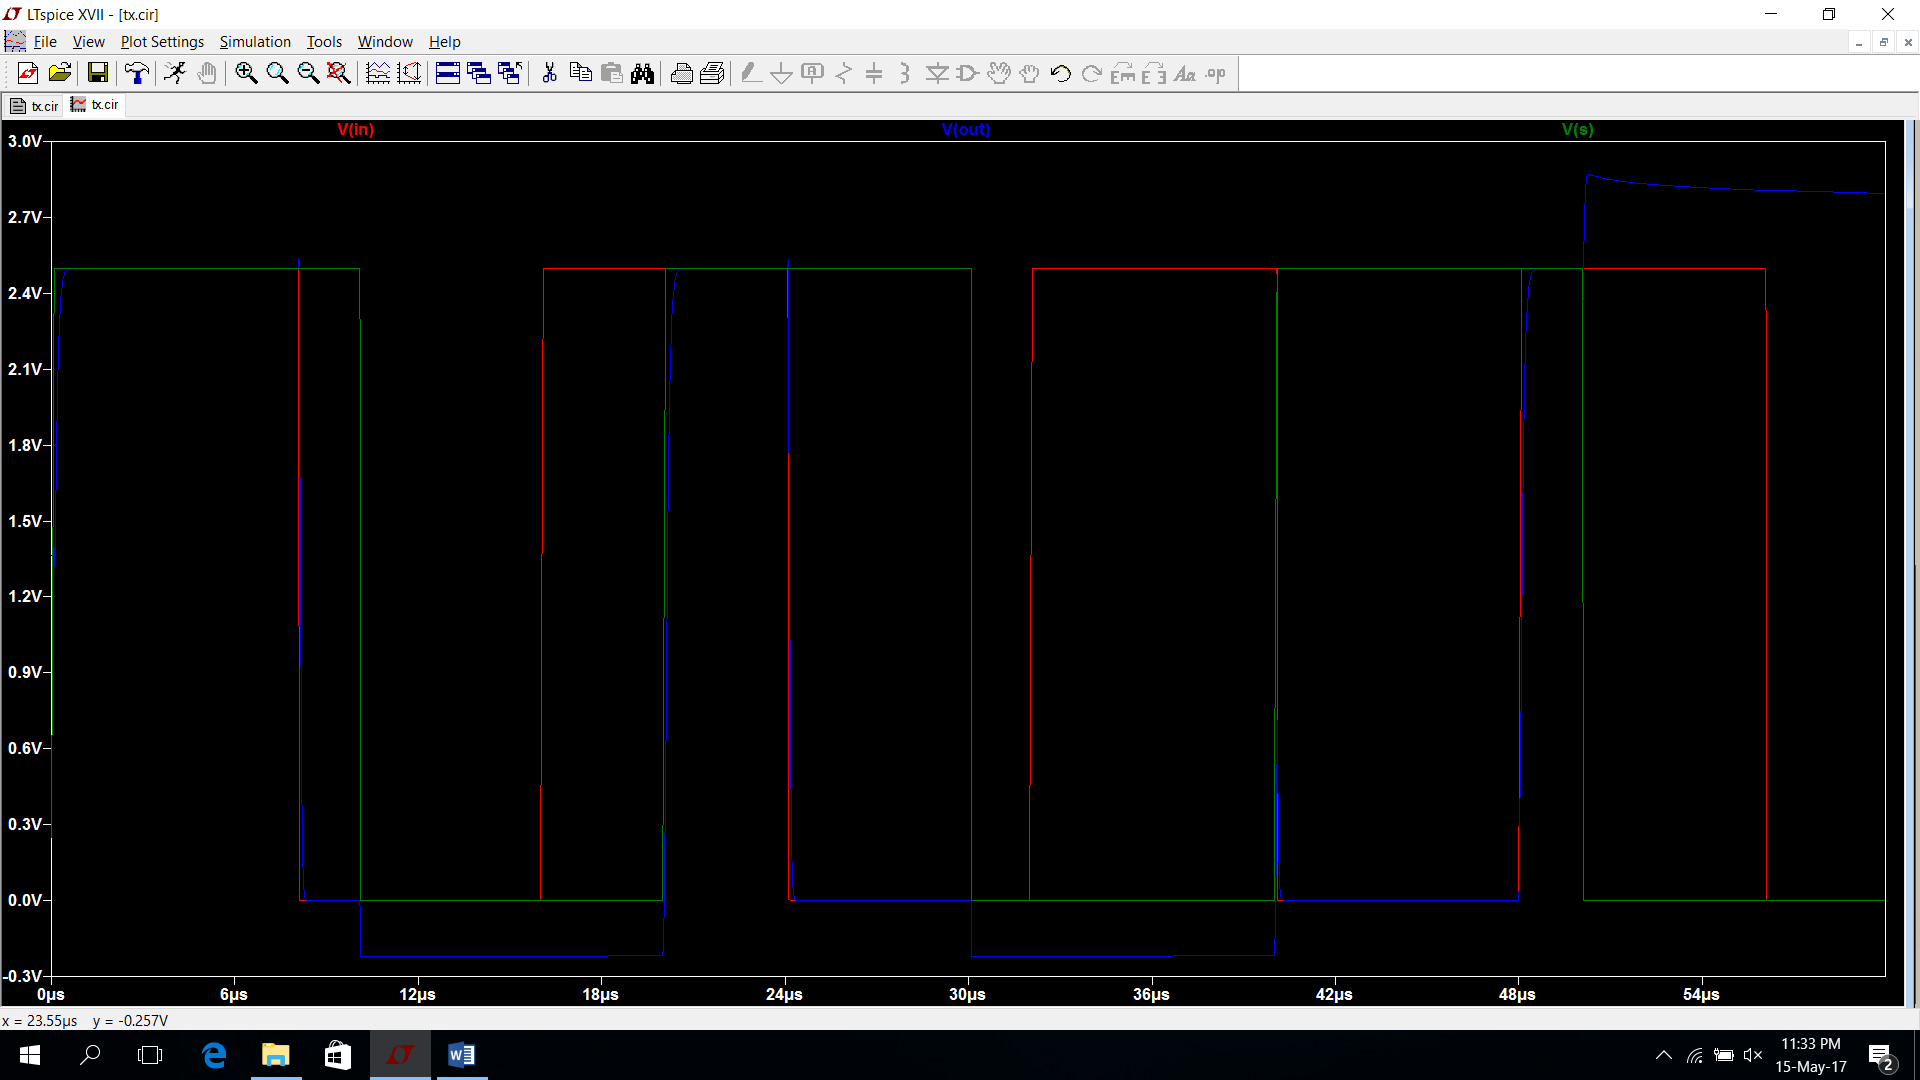 LTspice XVII - [tx.cir]
File View Plot Settings Simulation Tools Window Help
tx.cir tx.cir
V(in) V(out) V(s)
3.0V
2.7V
2.4V
2.1V
1.8V
1.5V
1.2V
0.9V
0.6V
0.3V
0.0V
-0.3V
0µs 6µs 12µs 18µs 24µs 30µs 36µs 42µs 48µs 54µs
x = 23.55µs y = -0.257V
11:33 PM
15-May-17
2